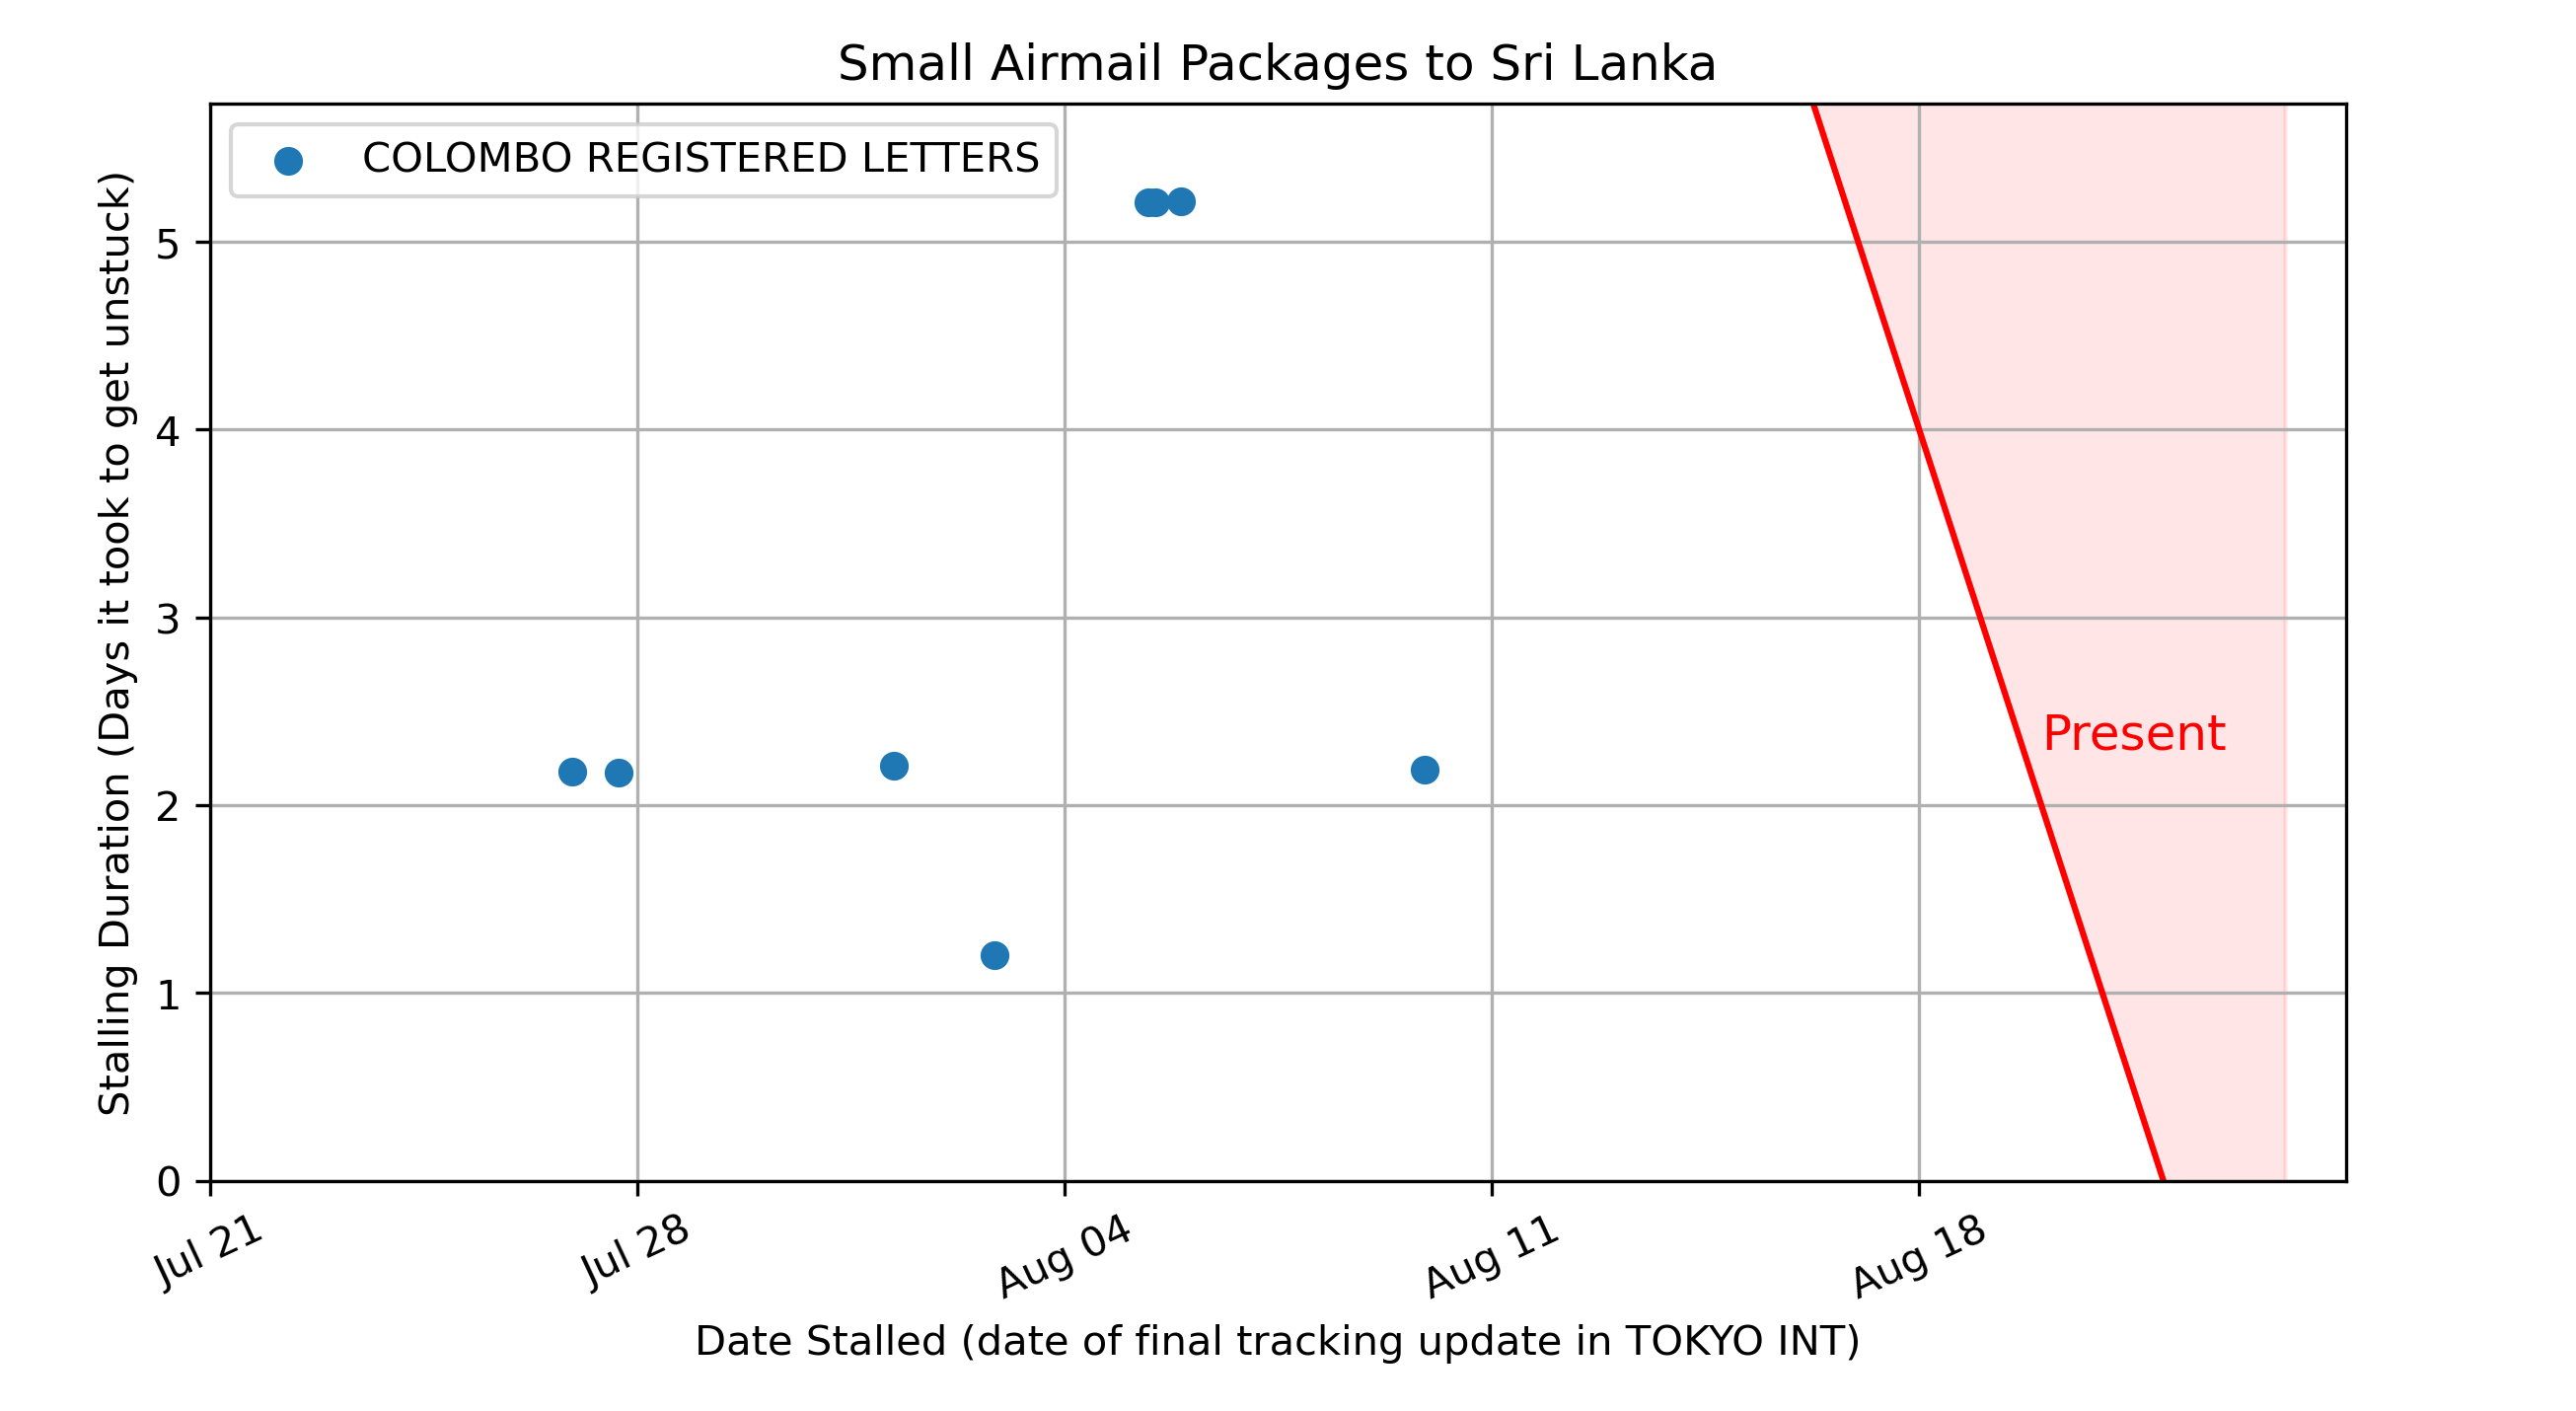 Small Airmail Packages to Sri Lanka
COLOMBO REGISTERED LETTERS
Stalling Duration (Days it took to get unstuck)
5
4
3
2
1
0
Present
Jul 21
Jul 28
Aug 04
Aug 11
Aug 18
Date Stalled (date of final tracking update in TOKYO INT)